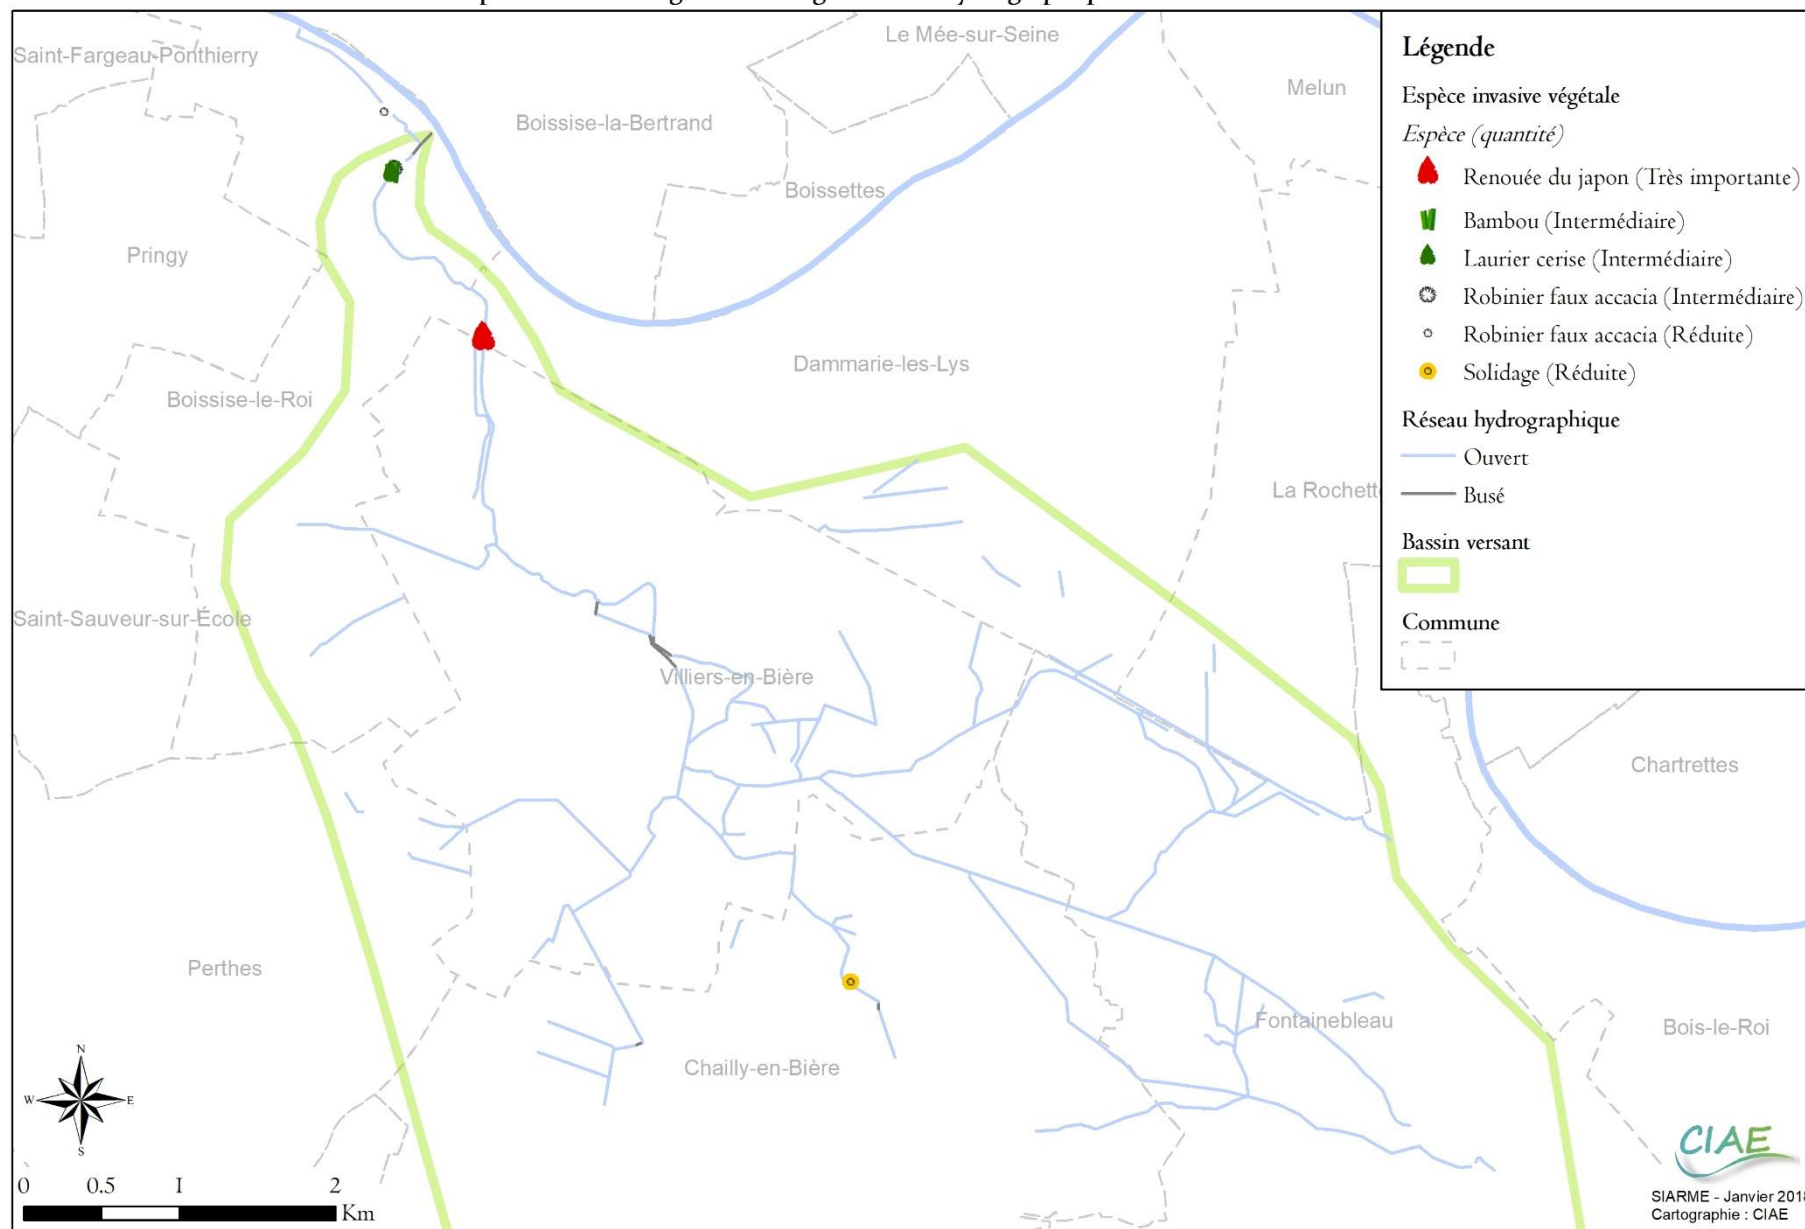 Saint-Fargeau-Ponthierry
Le Mée-sur-Seine
Melun
Boissise-la-Bertrand
Boissettes
Pringy
Dammarie-les-Lys
Boissise-le-Roi
La Rochett
Saint-Sauveur-sur-École
Villiers-en-Bière
Chartrettes
Perthes
Fontainebleau
Bois-le-Roi
Chailly-en-Bière
Légende
Espèce invasive végétale
Espèce (quantité)
Renouée du japon (Très importante)
Bambou (Intermédiaire)
Laurier cerise (Intermédiaire)
Robinier faux accacia (Intermédiaire)
Robinier faux accacia (Réduite)
Solidage (Réduite)
Réseau hydrographique
Ouvert
Busé
Bassin versant
Commune
N
W E
S
0 0.5 1 2
Km
CIAE
SIARME - Janvier 2018
Cartographie : CIAE